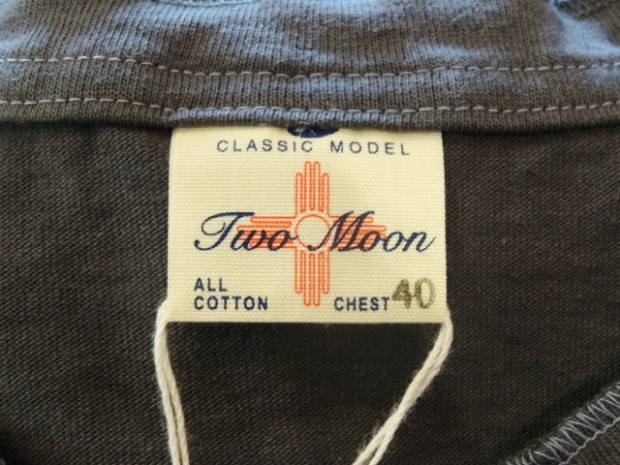 CLASSIC MODEL
Two Moon
ALL
COTTON CHEST 40